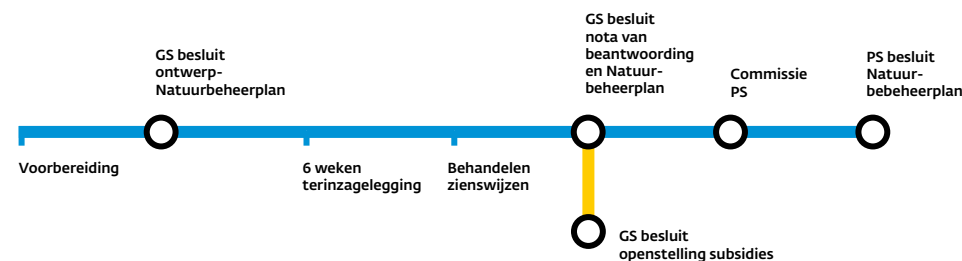 GS besluit
ontwerp-
Natuurbeheerplan
GS besluit
nota van
beantwoording
en Natuur-
beheerplan
Commissie
PS
PS besluit
Natuur-
bebeheerplan
Voorbereiding
6 weken
terinzagelegging
Behandelen
zienswijzen
GS besluit
openstelling subsidies